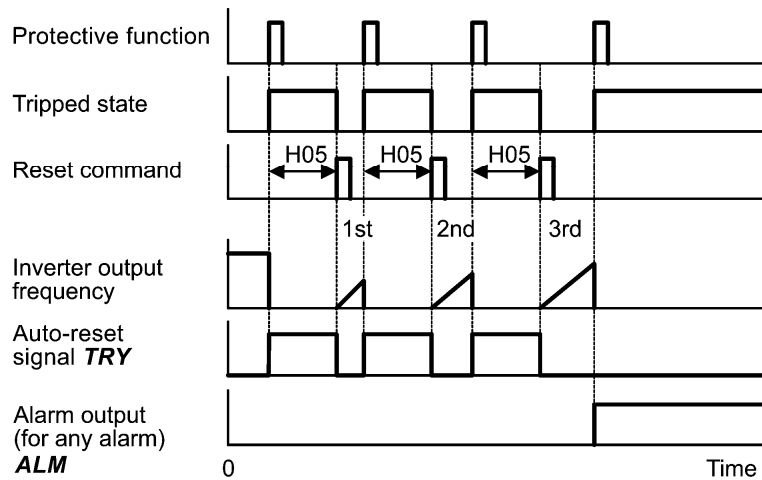 Protective function
Tripped state
H05 H05 H05
Reset command
1st 2nd 3rd
Inverter output
frequency
Auto-reset
signal TRY
Alarm output
(for any alarm)
ALM
0 Time